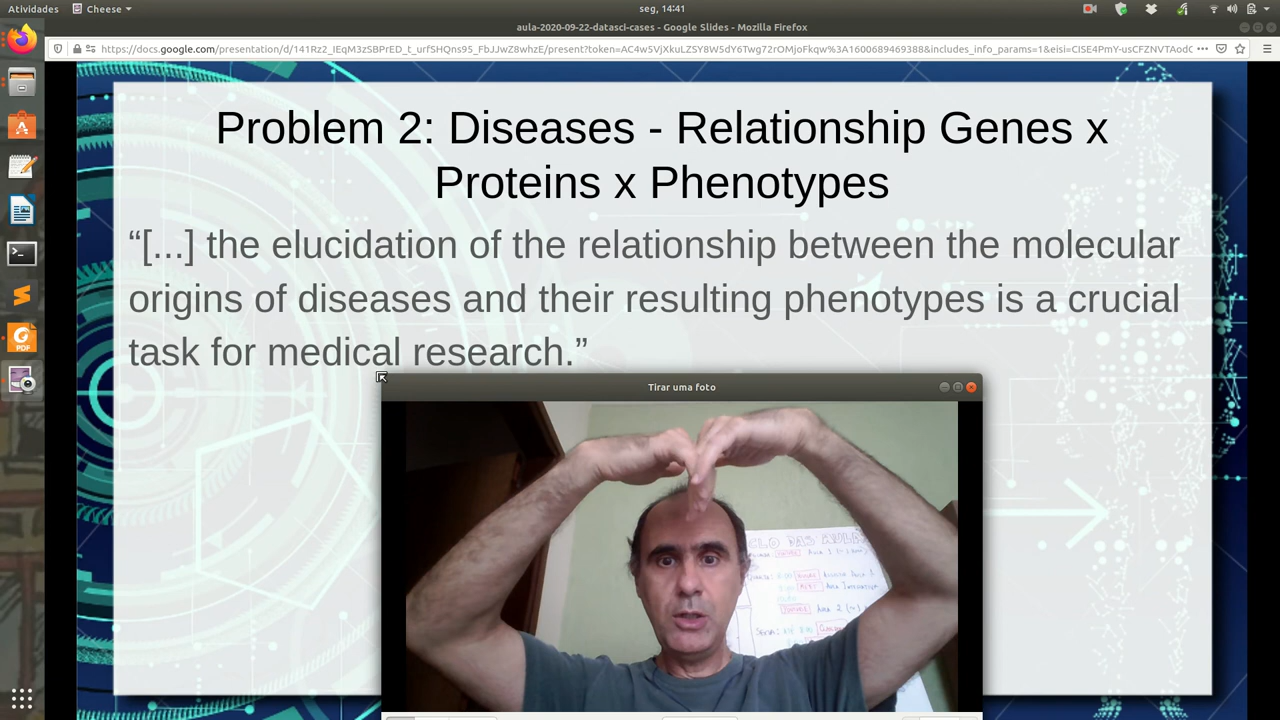 Atividades
Cheese
seg, 14:41
aula-2020-09-22-datasci-cases - Google Slides - Mozilla Firefox
Problem 2: Diseases - Relationship Genes x
Proteins x Phenotypes
“[...] the elucidation of the relationship between the molecular
origins of diseases and their resulting phenotypes is a crucial
task for medical research.”
Tirar uma foto
PDF